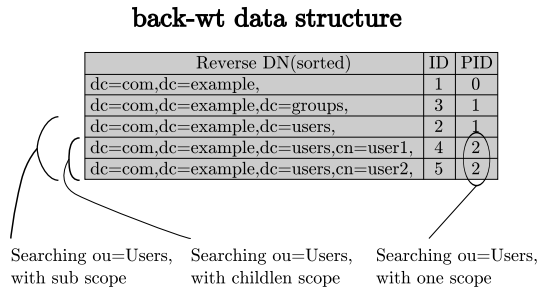 back-wt data structure
Reverse DN(sorted) ID PID
dc=com,dc=example, 1 0
dc=com,dc=example,dc=groups, 3 1
dc=com,dc=example,dc=users, 2 1
dc=com,dc=example,dc=users,cn=user1, 4 2
dc=com,dc=example,dc=users,cn=user2, 5 2
Searching ou=Users, Searching ou=Users, Searching ou=Users,
with sub scope with childlen scope with one scope